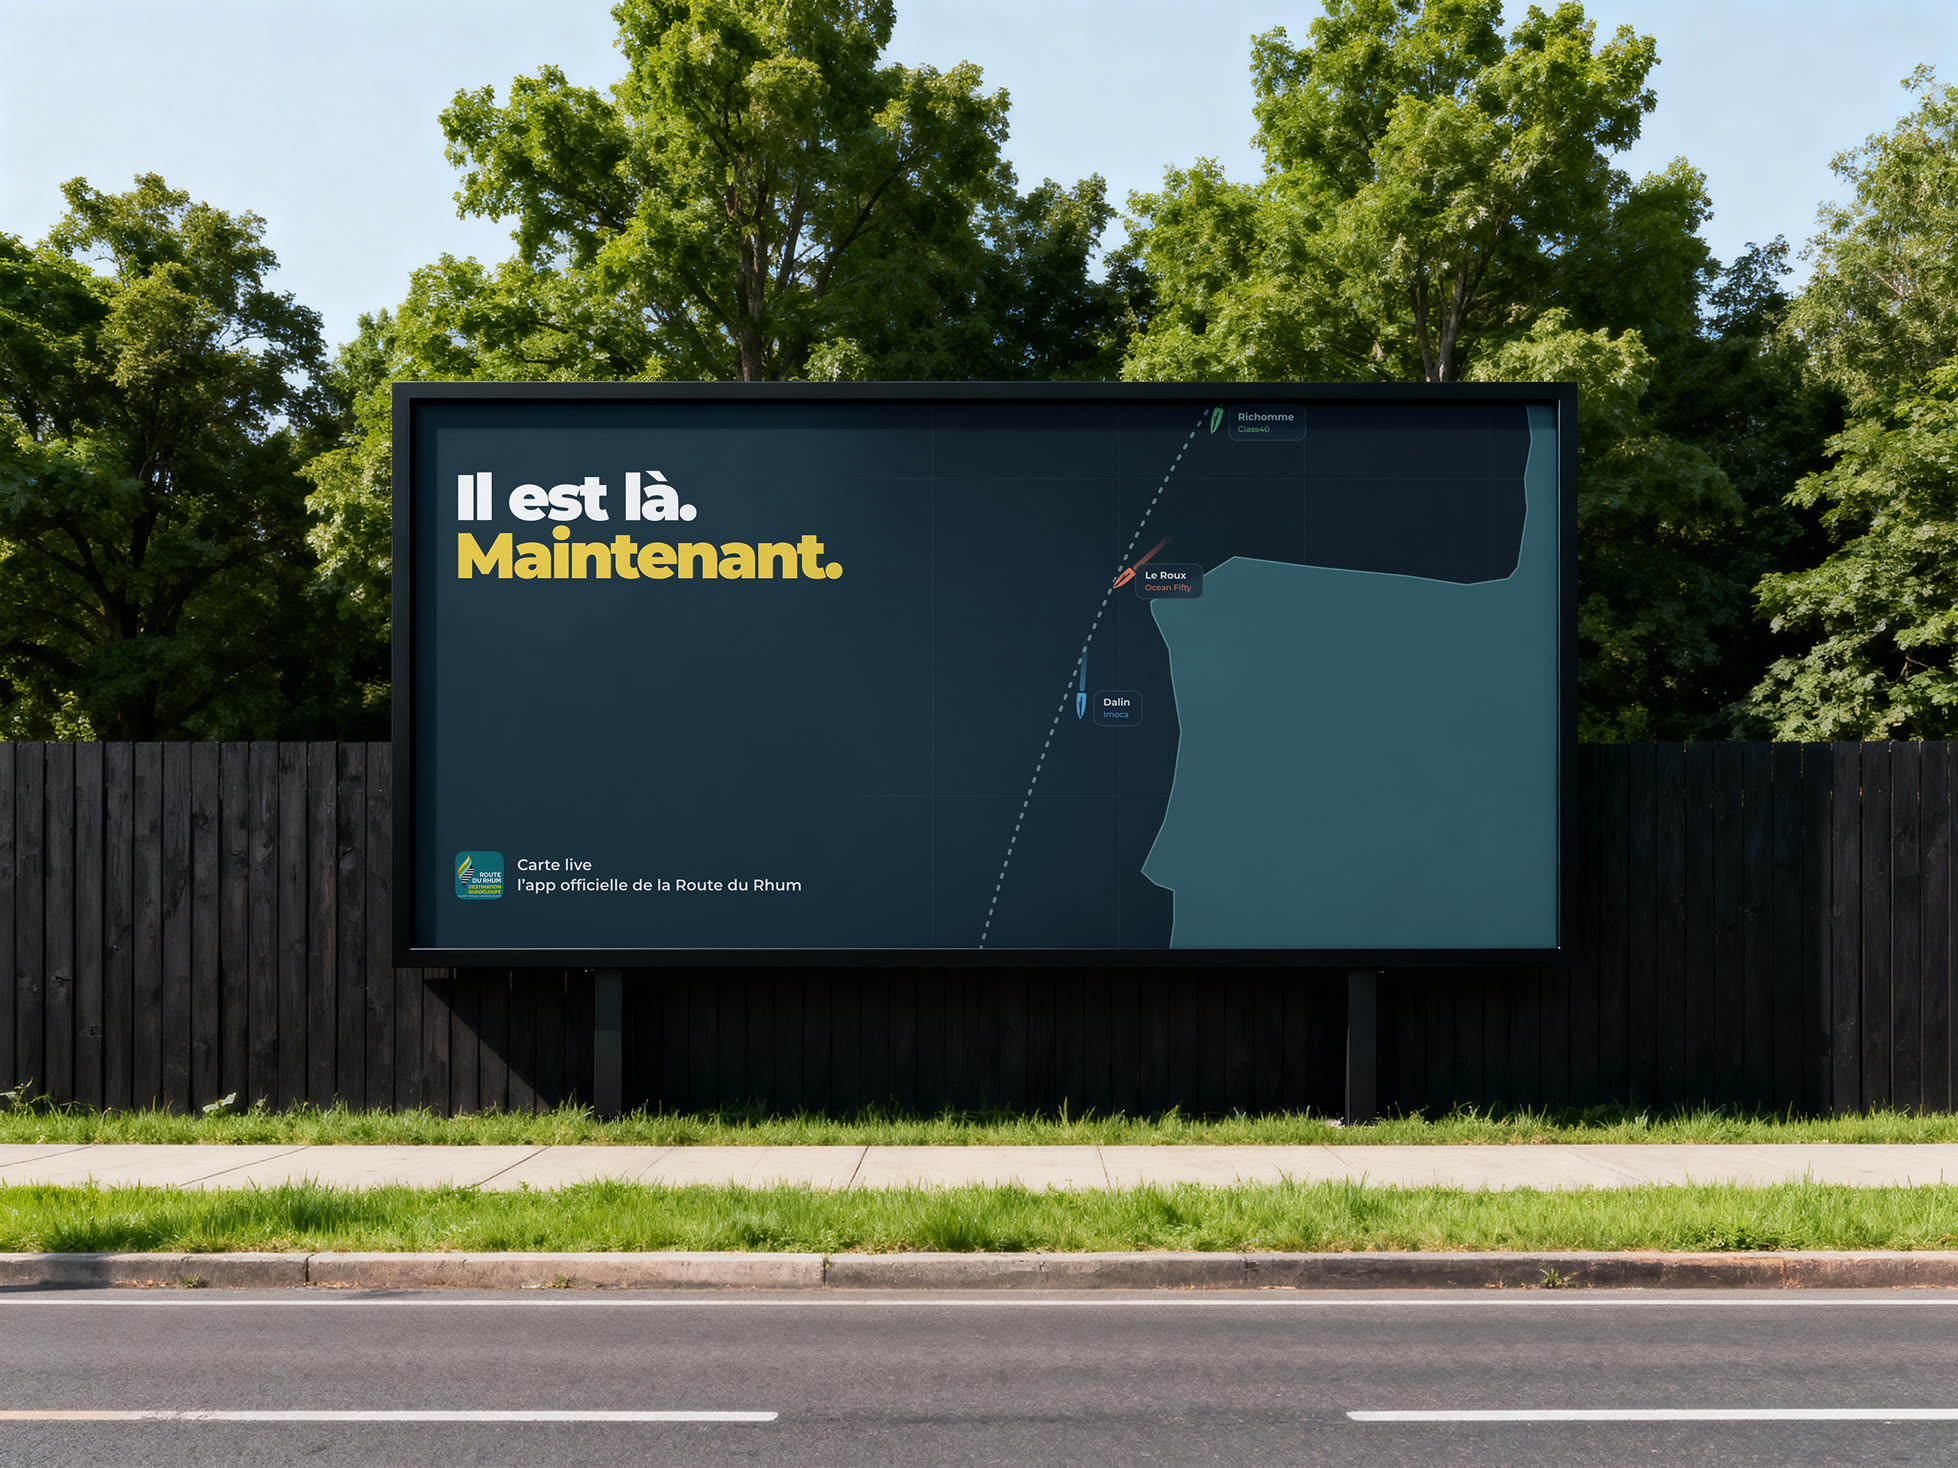 Il est là.
Maintenant.
Richomme
Class40
Le Roux
Ocean Fifty
Dalin
Imoca
ROUTE
DU RHUM
DESTINATION
GUADELOUPE
Carte live
l'app officielle de la Route du Rhum